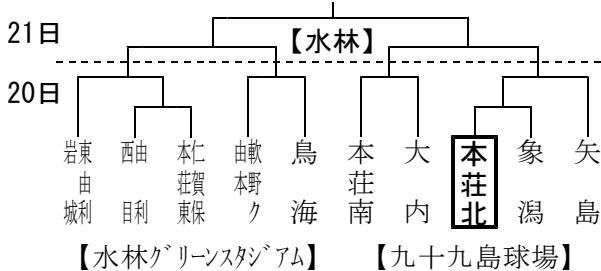 21日
【水林】
20日
岩城 東由利
西目 由利
本荘東 仁賀保
由本 軟野ク
鳥海
本荘南
大内
本荘北
象潟
矢島
【水林グリーンスタジアム】
【九十九島球場】